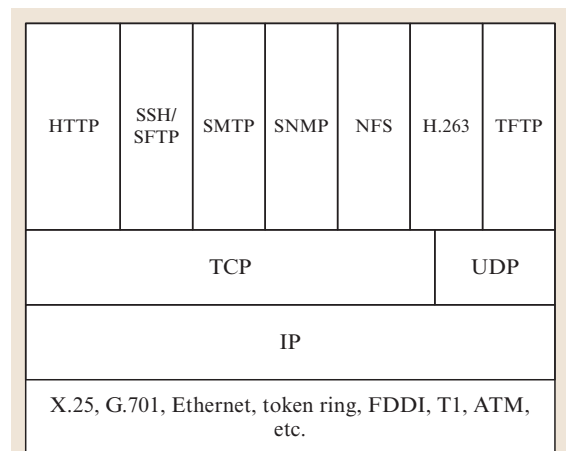 HTTP
SSH/
SFTP
SMTP
SNMP
NFS
H.263
TFTP
TCP
UDP
IP
X.25, G.701, Ethernet, token ring, FDDI, T1, ATM,
etc.